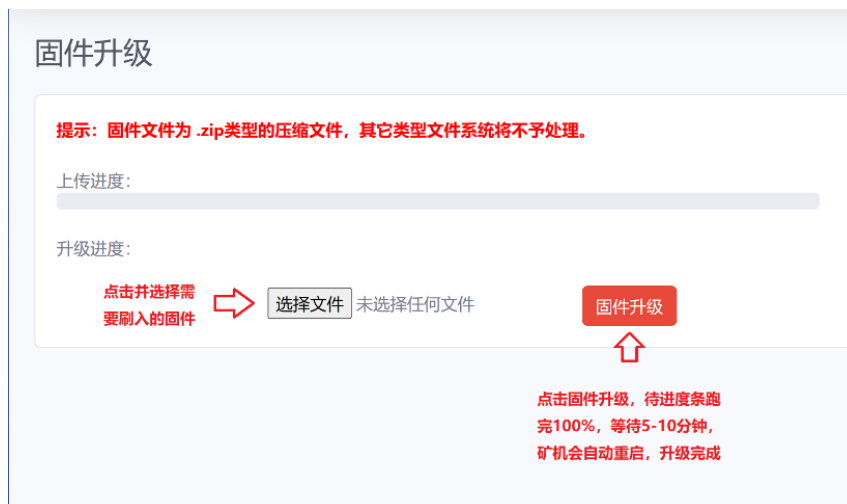 固件升级
提示：固件文件为 .zip类型的压缩文件，其它类型文件系统将不予处理。
上传进度：
升级进度：
点击并选择需
要刷入的固件
选择文件 未选择任何文件
固件升级
点击固件升级，待进度条跑
完100%，等待5-10分钟，
矿机会自动重启，升级完成